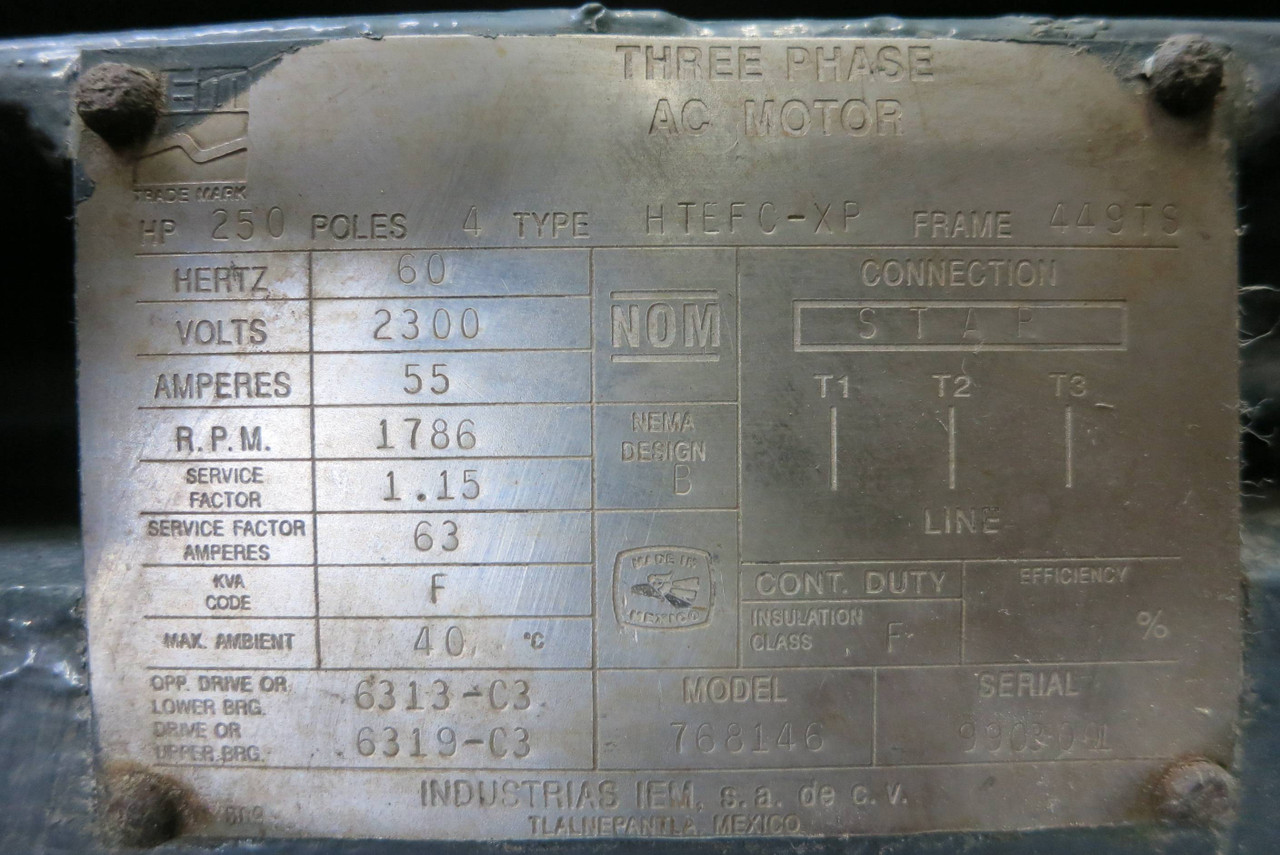 THREE PHASE
AC MOTOR
TRADE MARK
HP 250 POLES 4 TYPE HTEFC-XP FRAME 449TS
HERTZ 60
VOLTS 2300
AMPERES 55
R.P.M. 1786
SERVICE FACTOR 1.15
SERVICE FACTOR AMPERES 63
KVA CODE F
MAX. AMBIENT 40 °C
OPP. DRIVE OR
LOWER BRG. 6313-C3
DRIVE OR
UPPER BRG. 6319-C3
NOM
NEMA
DESIGN
B
MADE IN
MEXICO
CONNECTION
STAR
T1 T2 T3
LINE
CONT. DUTY
INSULATION
CLASS F
EFFICIENCY
%
MODEL
768146
SERIAL
INDUSTRIAS IEM, s.a. de c.v.
TLALNEPANTLA, MEXICO